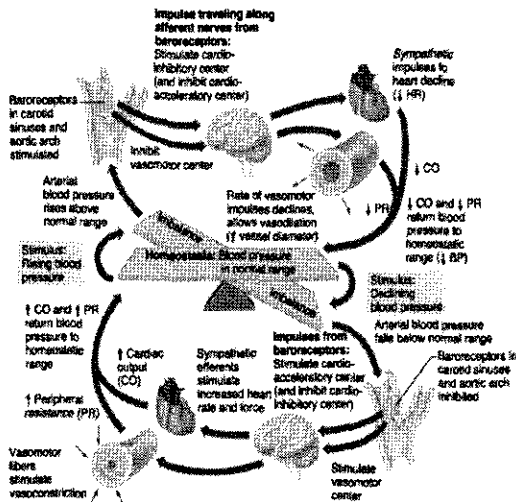 Impulse traveling along
afferent nerves from
baroreceptors:
Stimulate cardio-
inhibitory center
(and inhibit cardio-
acceleratory center)
Sympathetic
impulses to
heart decline
(↓ HR)
Baroreceptors
in caroid
sinuses and
aortic arch
stimulated
Inhibit
vasomotor center
↓ CO
Arterial
blood pressure
rises above
normal range
Rate of vasomotor
impulses declines,
allows vasodilation
(↑ vessel diameter)
↓ PR
↓ CO and ↓ PR
return blood
pressure to
homeostatic
range (↓ BP)
Imbalance
Homeostasis: Blood pressure
in normal range
Imbalance
Stimulus:
Rising blood
pressure
Stimulus:
Declining
blood pressure
↑ CO and ↑ PR
return blood
pressure to
homeostatic
range
Arterial blood pressure
falls below normal range
↑ Cardiac
output
(CO)
Sympathetic
efferents
stimulate
increased heart
rate and force
Impulses from
baroreceptors:
Stimulate cardio-
acceleratory center
(and inhibit cardio-
inhibitory center)
Baroreceptors in
caroid sinuses
and aortic arch
inhibited
↑ Peripheral
resistance (PR)
Vasomotor
fibers
stimulate
vasoconstriction
Stimulate
vasomotor
center